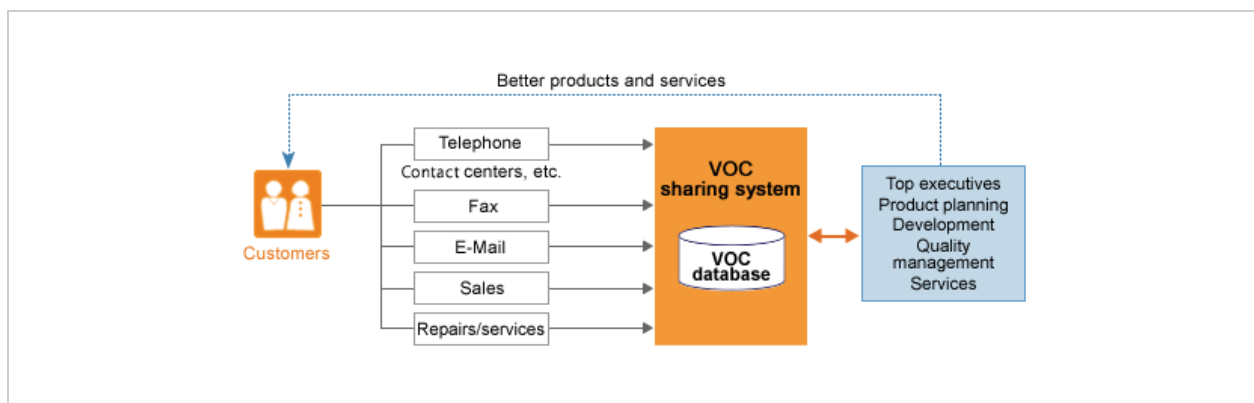 Better products and services
Telephone
Contact centers, etc.
Fax
E-Mail
Sales
Repairs/services
Customers
VOC
sharing system
VOC
database
Top executives
Product planning
Development
Quality
management
Services